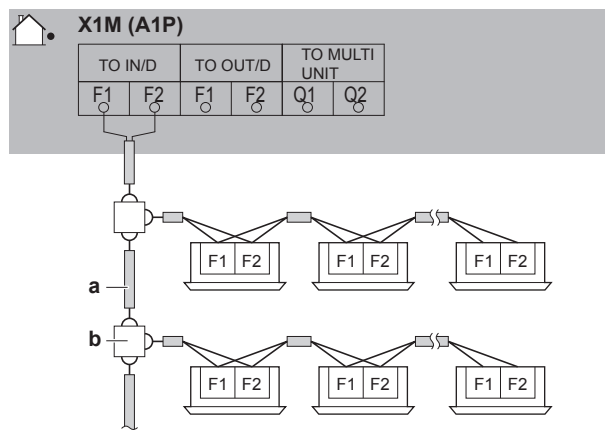 X1M (A1P)
TO IN/D TO OUT/D TO MULTI UNIT
F1 F2 F1 F2 Q1 Q2
F1 F2 F1 F2 F1 F2
a
b
F1 F2 F1 F2 F1 F2